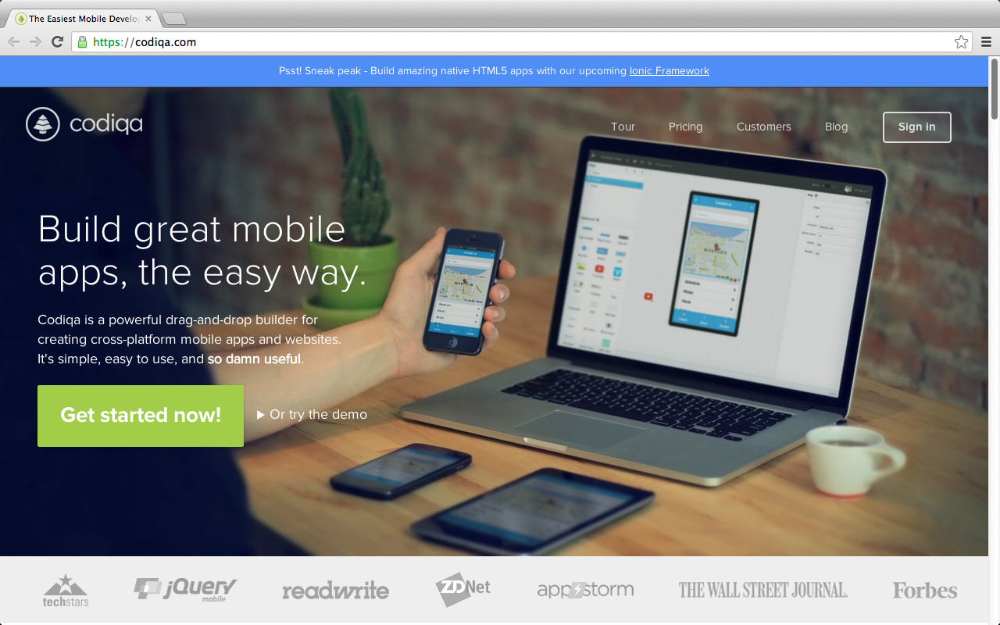 The Easiest Mobile Develo
https://codiqa.com
Psst! Sneak peak - Build amazing native HTML5 apps with our upcoming Ionic Framework
codiqa
Tour Pricing Customers Blog Sign in
Build great mobile
apps, the easy way.
Codiqa is a powerful drag-and-drop builder for
creating cross-platform mobile apps and websites.
It's simple, easy to use, and so damn useful.
Get started now!
Or try the demo
techstars
jQuery mobile
readwrite
ZDNet
appstorm
THE WALL STREET JOURNAL.
Forbes